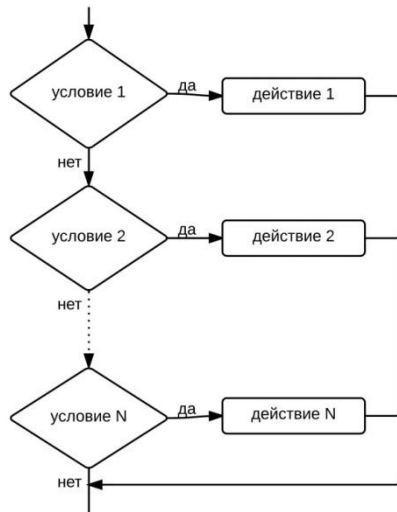 условие 1
да
действие 1
нет
условие 2
да
действие 2
нет
условие N
да
действие N
нет